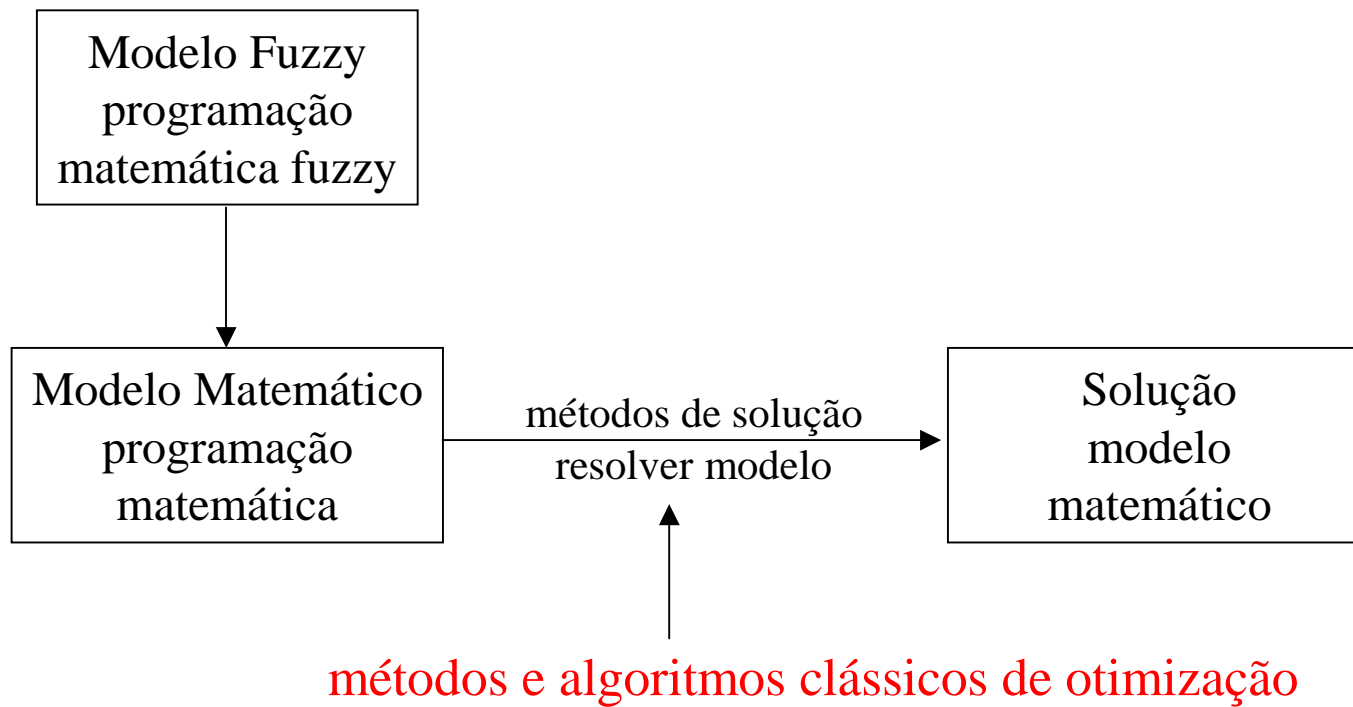 Modelo Fuzzy
programação
matemática fuzzy
Modelo Matemático
programação
matemática
métodos de solução
resolver modelo
Solução
modelo
matemático
métodos e algoritmos clássicos de otimização